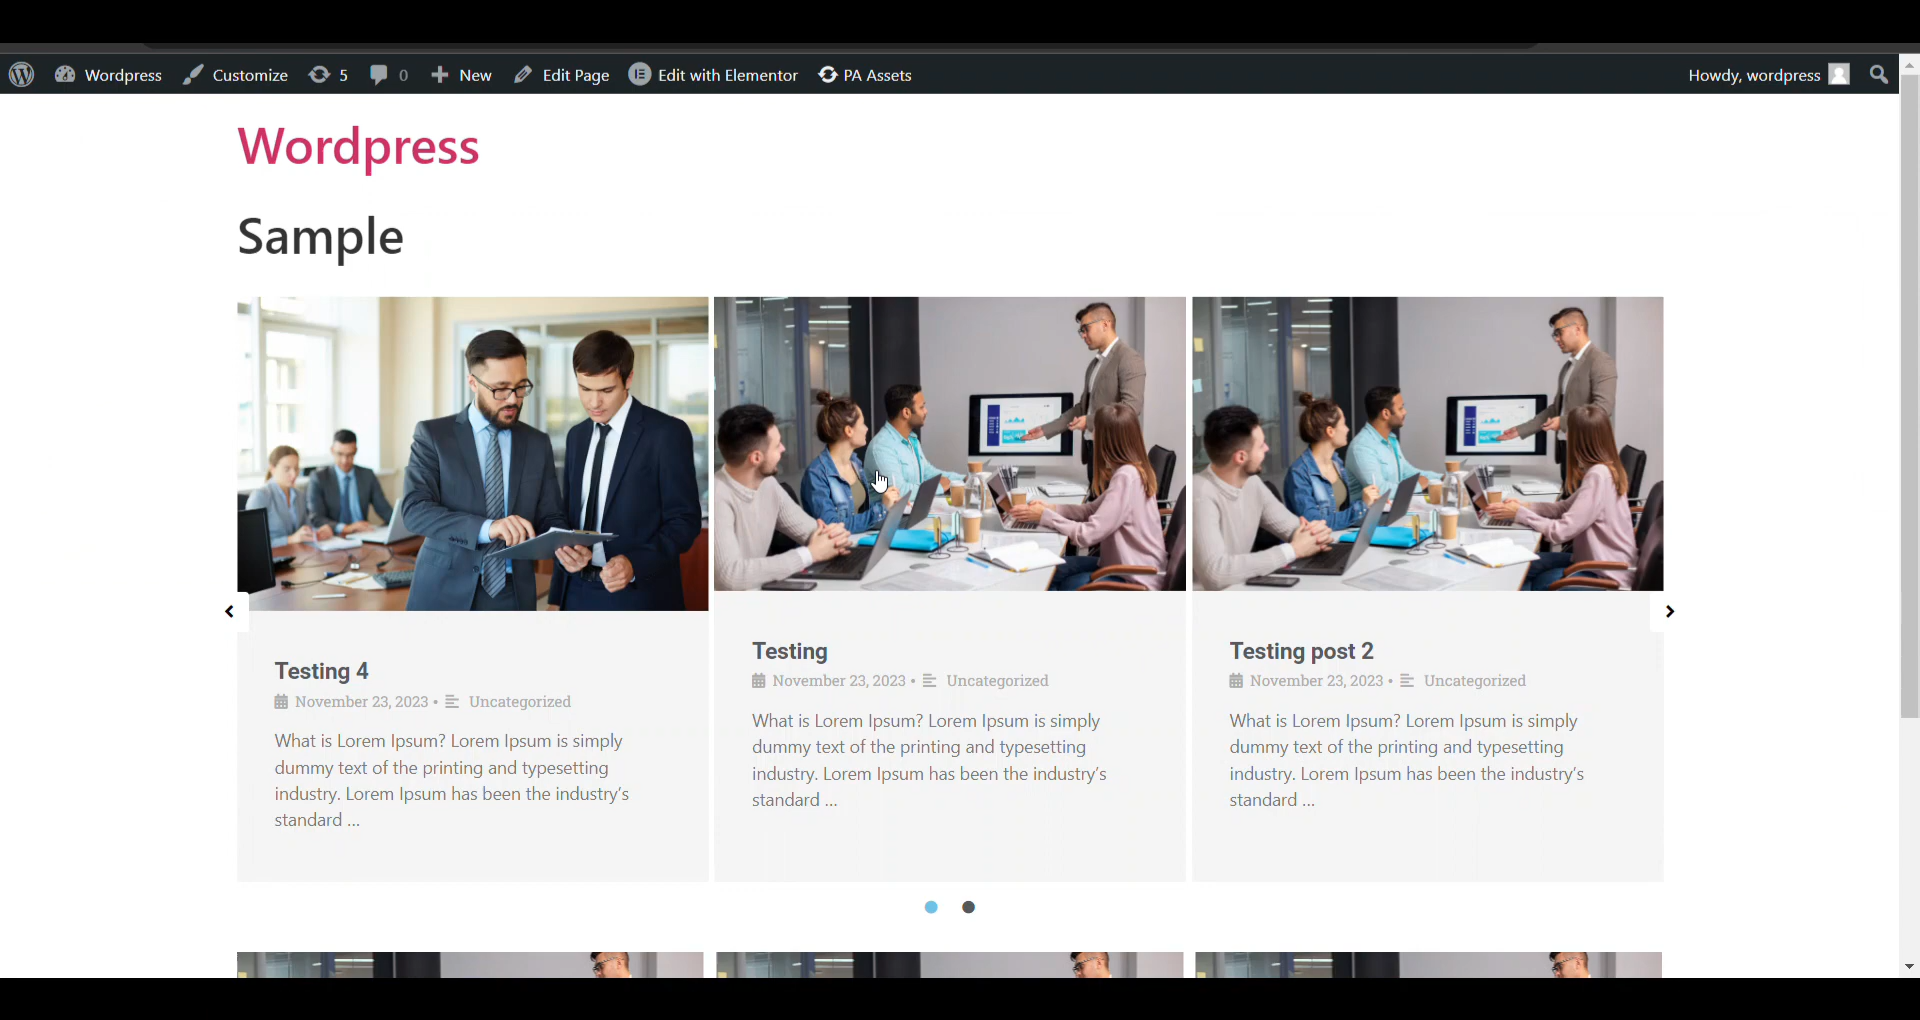 Wordpress Customize 5 0 New Edit Page Edit with Elementor PA Assets Howdy, wordpress
Wordpress
Sample
Testing 4
November 23, 2023 • Uncategorized
What is Lorem Ipsum? Lorem Ipsum is simply
dummy text of the printing and typesetting
industry. Lorem Ipsum has been the industry's
standard ...
Testing
November 23, 2023 • Uncategorized
What is Lorem Ipsum? Lorem Ipsum is simply
dummy text of the printing and typesetting
industry. Lorem Ipsum has been the industry's
standard ...
Testing post 2
November 23, 2023 • Uncategorized
What is Lorem Ipsum? Lorem Ipsum is simply
dummy text of the printing and typesetting
industry. Lorem Ipsum has been the industry's
standard ...